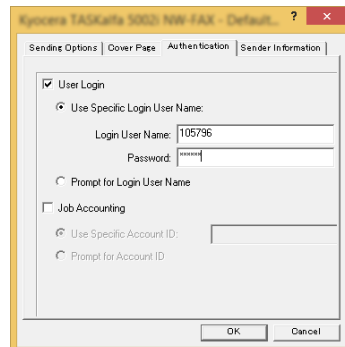 Kyocera TASKalfa 5002i NW-FAX - Default...
?
Sending Options Cover Page Authentication Sender Information
User Login
Use Specific Login User Name:
Login User Name: 105796
Password: ******
Prompt for Login User Name
Job Accounting
Use Specific Account ID:
Prompt for Account ID
OK Cancel